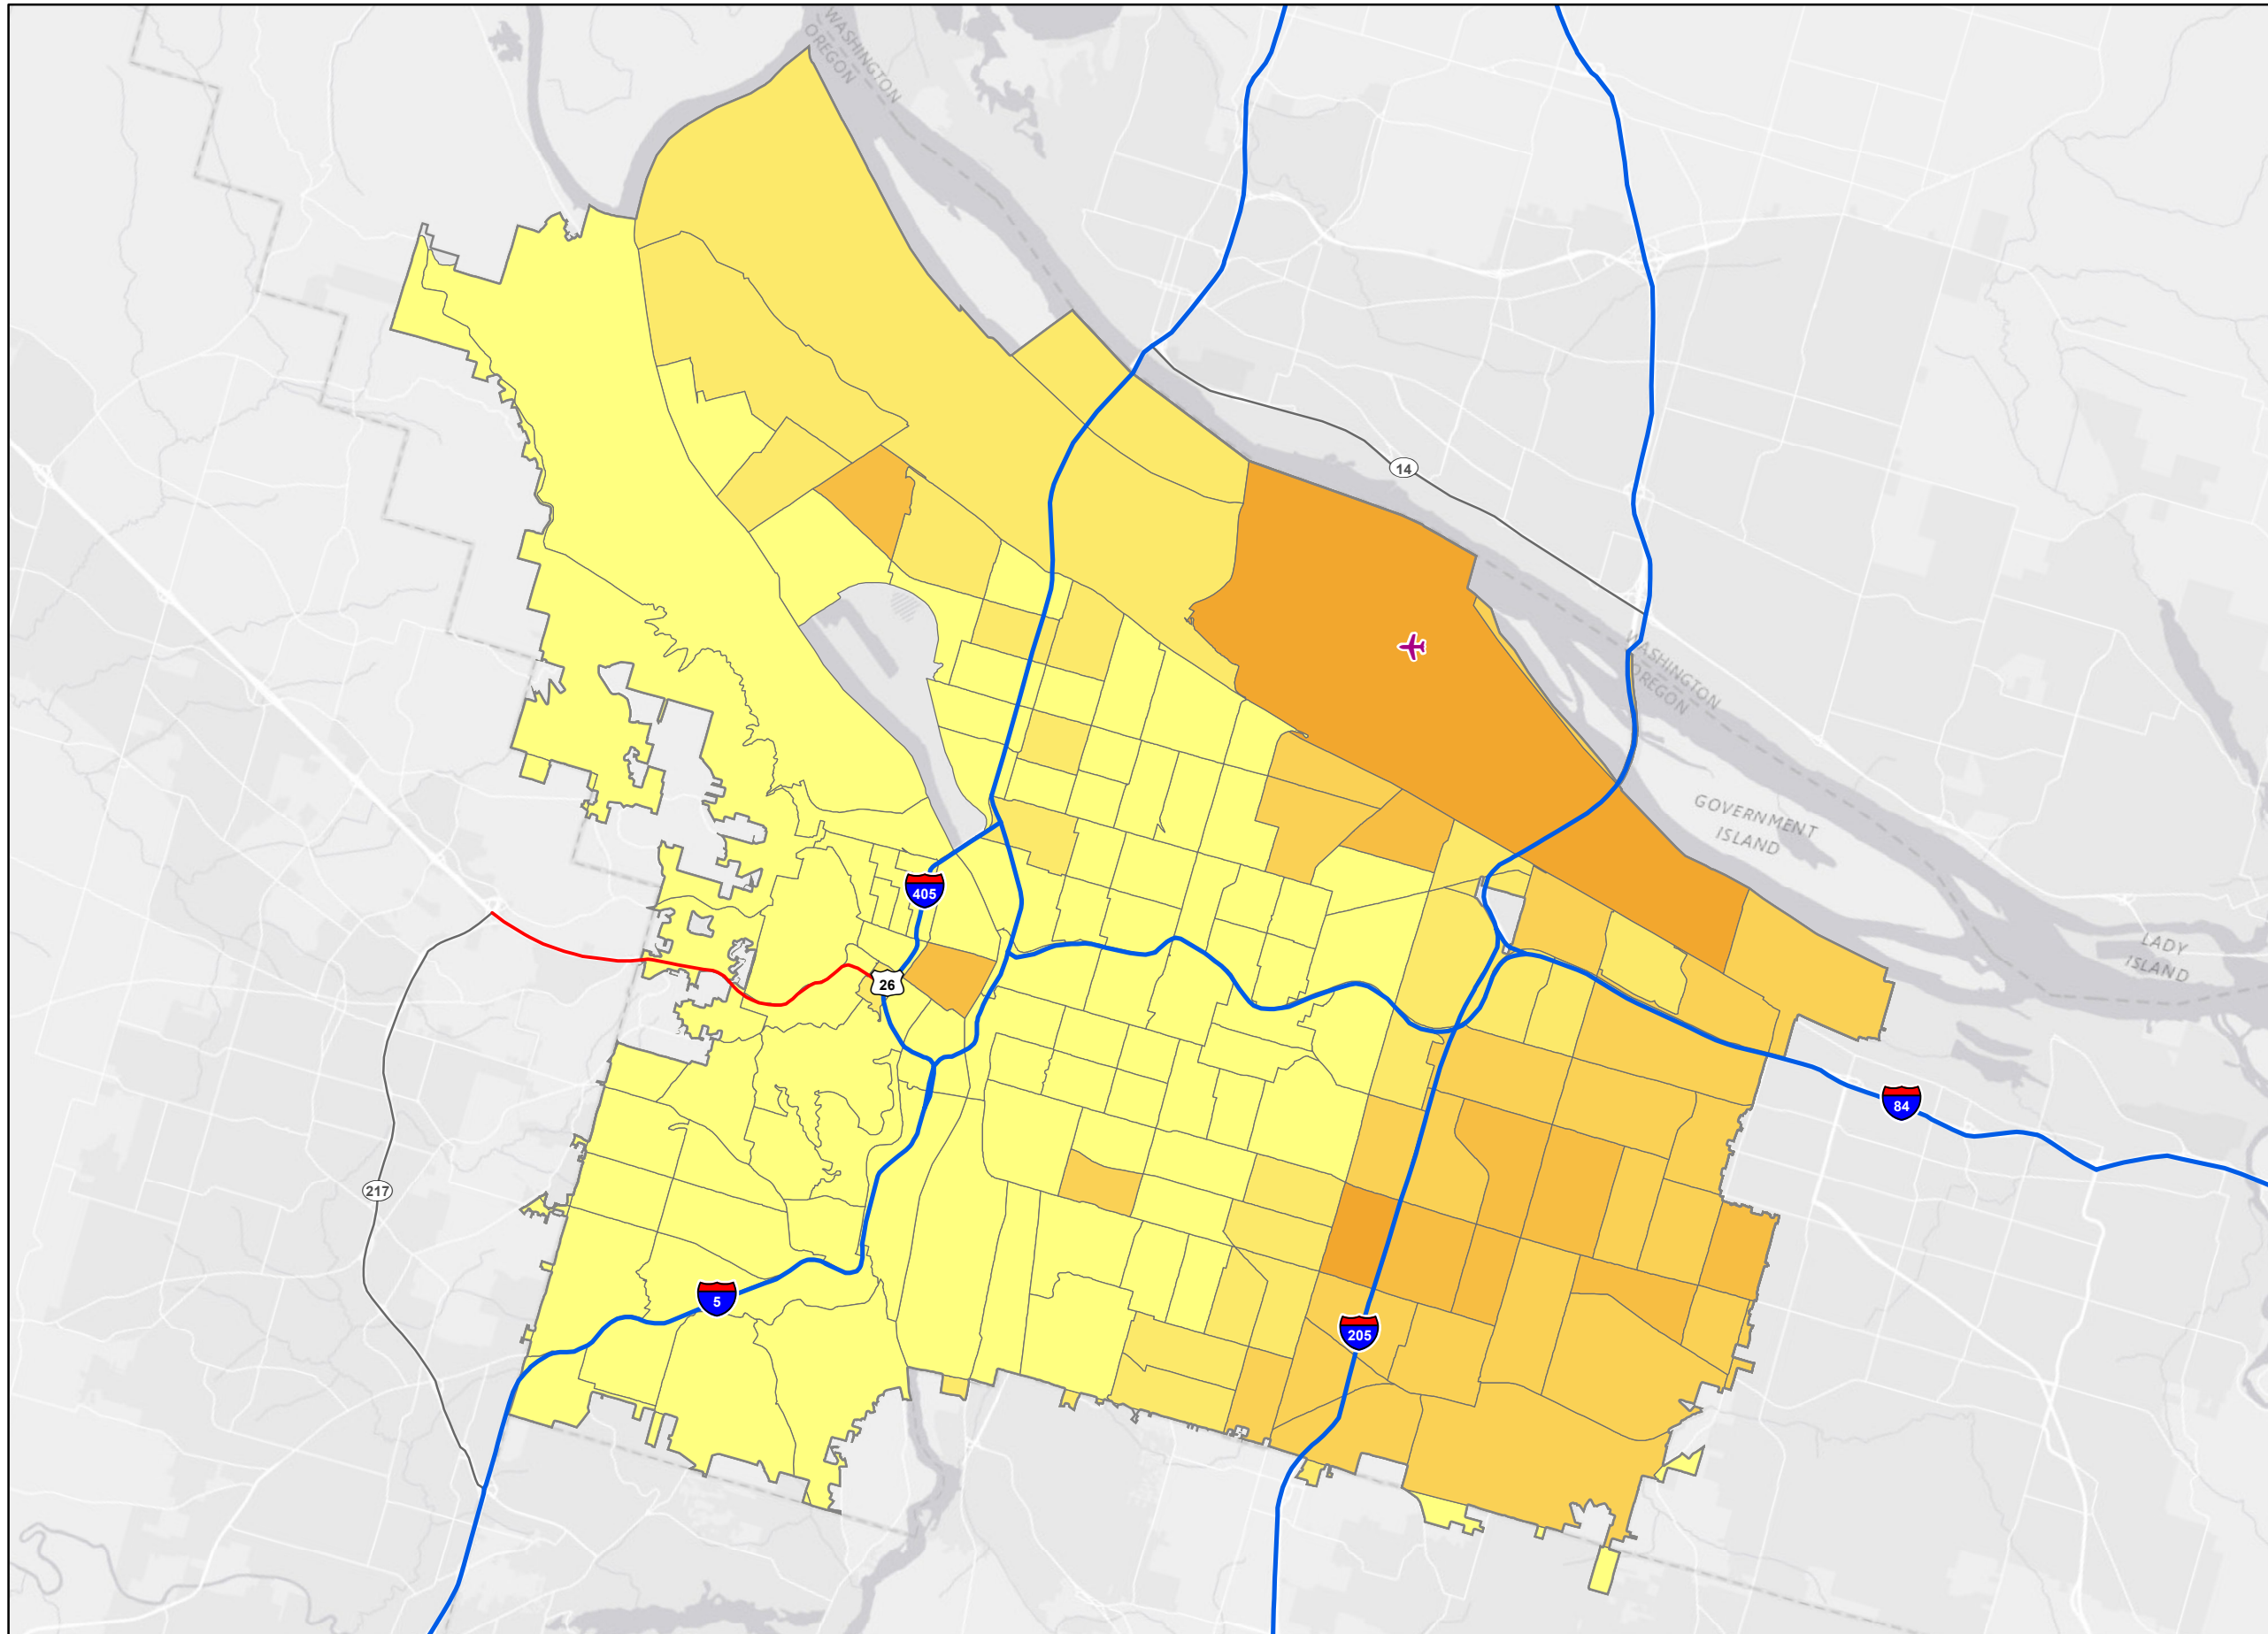 WASHINGTON
OREGON
14
WASHINGTON
OREGON
GOVERNMENT
ISLAND
405
LADY
ISLAND
26
84
217
5
205